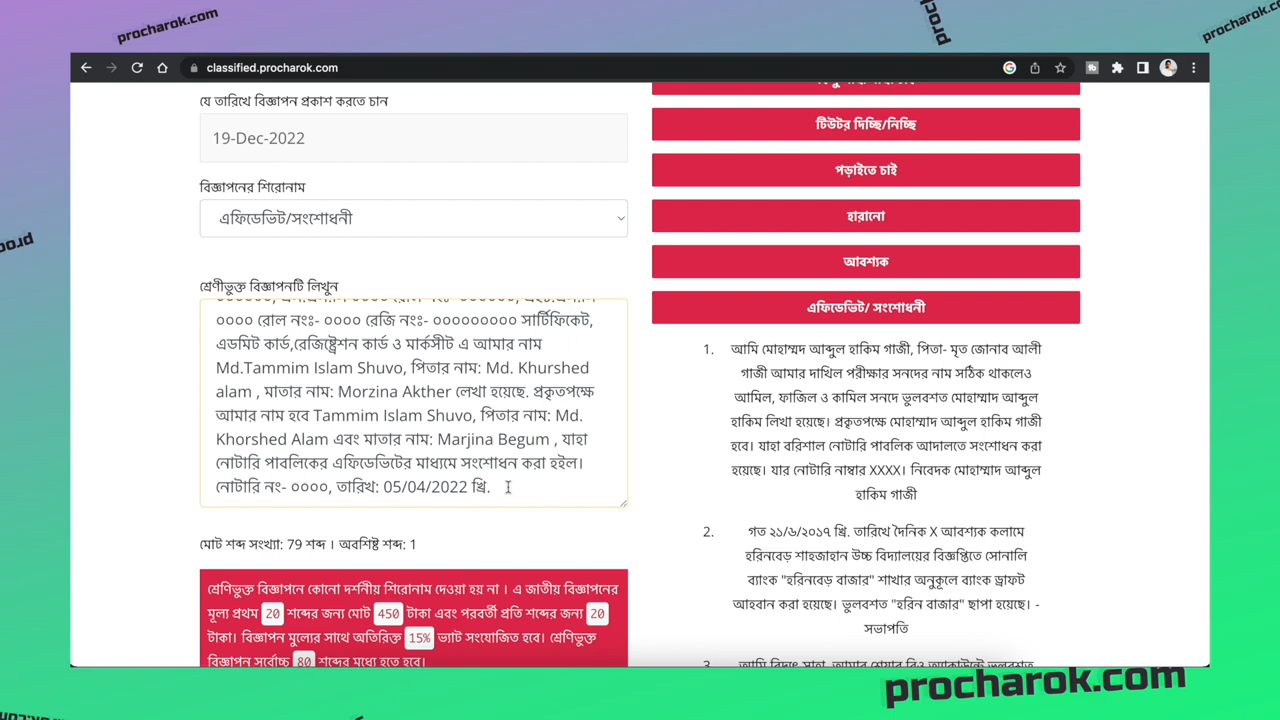 procharok.com
procharok.com
classified.procharok.com
যে তারিখে বিজ্ঞাপন প্রকাশ করতে চান
19-Dec-2022
বিজ্ঞাপনের শিরোনাম
এফিডেভিট/সংশোধনী
শ্রেণীভুক্ত বিজ্ঞাপনটি লিখুন
০০০০ রোল নংঃ- ০০০০ রেজি নংঃ- ০০০০০০০০০ সার্টিফিকেট,
এডমিট কার্ড,রেজিষ্ট্রেশন কার্ড ও মার্কসীট এ আমার নাম
Md.Tammim Islam Shuvo, পিতার নাম: Md. Khurshed
alam , মাতার নাম: Morzina Akther লেখা হয়েছে. প্রকৃতপক্ষে
আমার নাম হবে Tammim Islam Shuvo, পিতার নাম: Md.
Khorshed Alam এবং মাতার নাম: Marjina Begum , যাহা
নোটারি পাবলিকের এফিডেভিটের মাধ্যমে সংশোধন করা হইল।
নোটারি নং- ০০০০, তারিখ: 05/04/2022 খ্রি.
মোট শব্দ সংখ্যা: 79 শব্দ । অবশিষ্ট শব্দ: 1
শ্রেণিভুক্ত বিজ্ঞাপনে কোনো দর্শনীয় শিরোনাম দেওয়া হয় না । এ জাতীয় বিজ্ঞাপনের
মূল্য প্রথম 20 শব্দের জন্য মোট 450 টাকা এবং পরবর্তী প্রতি শব্দের জন্য 20
টাকা। বিজ্ঞাপন মূল্যের সাথে অতিরিক্ত 15% ভ্যাট সংযোজিত হবে। শ্রেণিভুক্ত
বিজ্ঞাপন সর্বোচ্চ 80 শব্দের মধ্যে হতে হবে।
টিউটর দিচ্ছি/নিচ্ছি
পড়াইতে চাই
হারানো
আবশ্যক
এফিডেভিট/ সংশোধনী
1. আমি মোহাম্মদ আব্দুল হাকিম গাজী, পিতা- মৃত জোনাব আলী
গাজী আমার দাখিল পরীক্ষার সনদের নাম সঠিক থাকলেও
আমিল, ফাজিল ও কামিল সনদে ভুলবশত মোহাম্মাদ আব্দুল
হাকিম লিখা হয়েছে। প্রকৃতপক্ষে মোহাম্মাদ আব্দুল হাকিম গাজী
হবে। যাহা বরিশাল নোটারি পাবলিক আদালতে সংশোধন করা
হয়েছে। যার নোটারি নাম্বার XXXX। নিবেদক মোহাম্মাদ আব্দুল
হাকিম গাজী
2. গত ২১/৬/২০১৭ খ্রি. তারিখে দৈনিক X আবশ্যক কলামে
হরিনবেড় শাহজাহান উচ্চ বিদ্যালয়ের বিজ্ঞপ্তিতে সোনালি
ব্যাংক "হরিনবেড় বাজার" শাখার অনুকূলে ব্যাংক ড্রাফট
আহবান করা হয়েছে। ভুলবশত "হরিন বাজার" ছাপা হয়েছে। -
সভাপতি
procharok.com